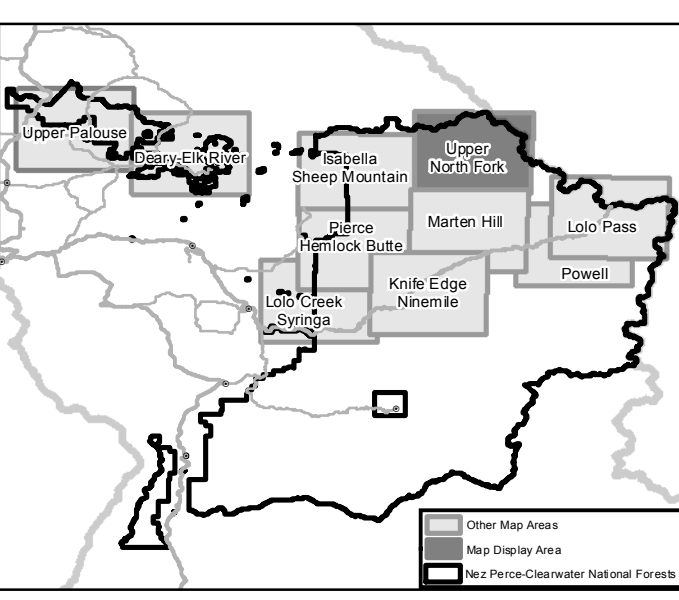 Upper Palouse
Deary-Elk River
Isabella
Sheep Mountain
Upper
North Fork
Pierce
Hemlock Butte
Marten Hill
Lolo Pass
Powell
Knife Edge
Ninemile
Lolo Creek
Syringa
Other Map Areas
Map Display Area
Nez Perce-Clearwater National Forests